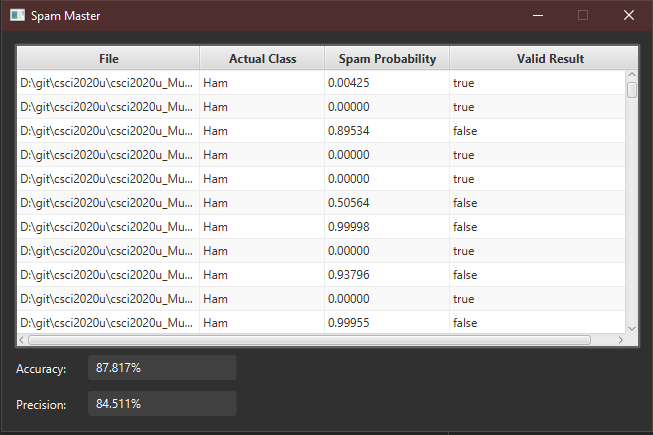 Spam Master
File Actual Class Spam Probability Valid Result
D:\git\csci2020u\csci2020u_Mu... Ham 0.00425 true
D:\git\csci2020u\csci2020u_Mu... Ham 0.00000 true
D:\git\csci2020u\csci2020u_Mu... Ham 0.89534 false
D:\git\csci2020u\csci2020u_Mu... Ham 0.00000 true
D:\git\csci2020u\csci2020u_Mu... Ham 0.00000 true
D:\git\csci2020u\csci2020u_Mu... Ham 0.50564 false
D:\git\csci2020u\csci2020u_Mu... Ham 0.99998 false
D:\git\csci2020u\csci2020u_Mu... Ham 0.00000 true
D:\git\csci2020u\csci2020u_Mu... Ham 0.93796 false
D:\git\csci2020u\csci2020u_Mu... Ham 0.00000 true
D:\git\csci2020u\csci2020u_Mu... Ham 0.99955 false
Accuracy: 87.817%
Precision: 84.511%